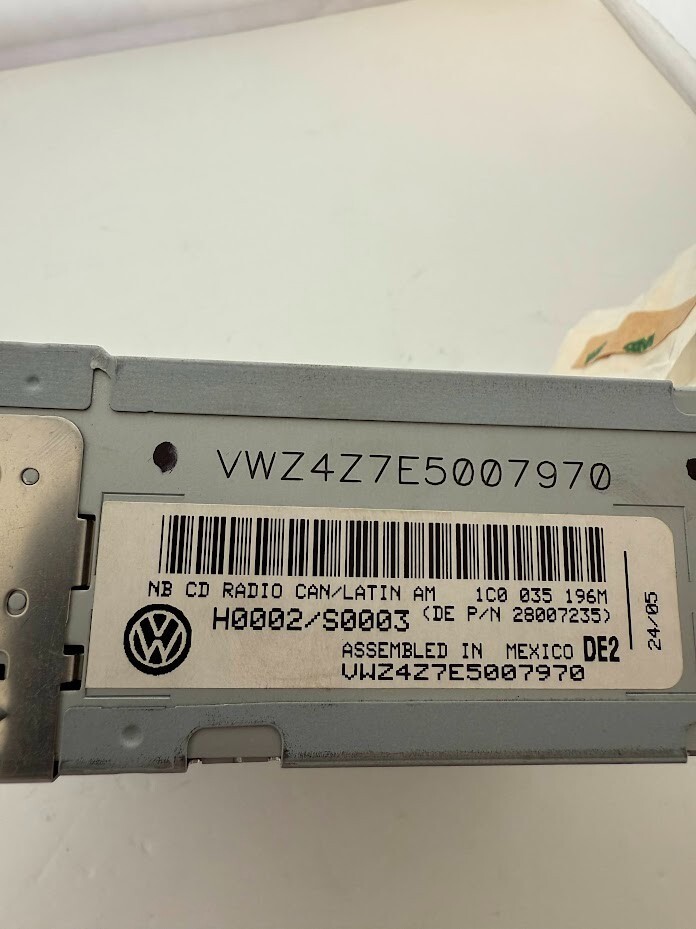 VWZ4Z7E5007970
NB CD RADIO CAN/LATIN AM 1C0 035 196M
H0002/S0003 (DE P/N 28007235)
ASSEMBLED IN MEXICO DE2
VWZ4Z7E5007970
24/05
3M